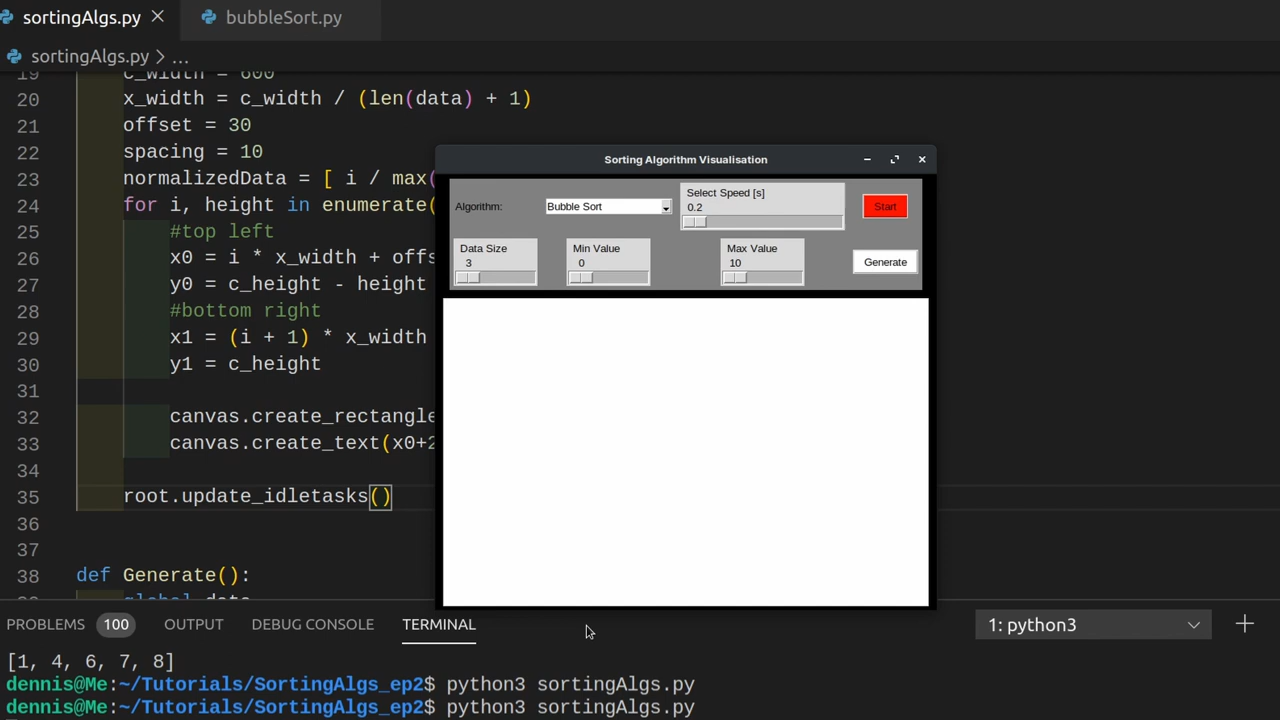 sortingAlgs.py
bubbleSort.py
sortingAlgs.py > ...
19 c_width = 600
20 x_width = c_width / (len(data) + 1)
21 offset = 30
22 spacing = 10
23 normalizedData = [ i / max(
24 for i, height in enumerate(
25 #top left
26 x0 = i * x_width + offs
27 y0 = c_height - height
28 #bottom right
29 x1 = (i + 1) * x_width
30 y1 = c_height
31
32 canvas.create_rectangle
33 canvas.create_text(x0+2
34
35 root.update_idletasks()
36
37
38 def Generate():
global data
Sorting Algorithm Visualisation
Algorithm: Bubble Sort
Select Speed [s]
0.2
Start
Data Size
3
Min Value
0
Max Value
10
Generate
PROBLEMS 100 OUTPUT DEBUG CONSOLE TERMINAL 1: python3
[1, 4, 6, 7, 8]
dennis@Me:~/Tutorials/SortingAlgs_ep2$ python3 sortingAlgs.py
dennis@Me:~/Tutorials/SortingAlgs_ep2$ python3 sortingAlgs.py